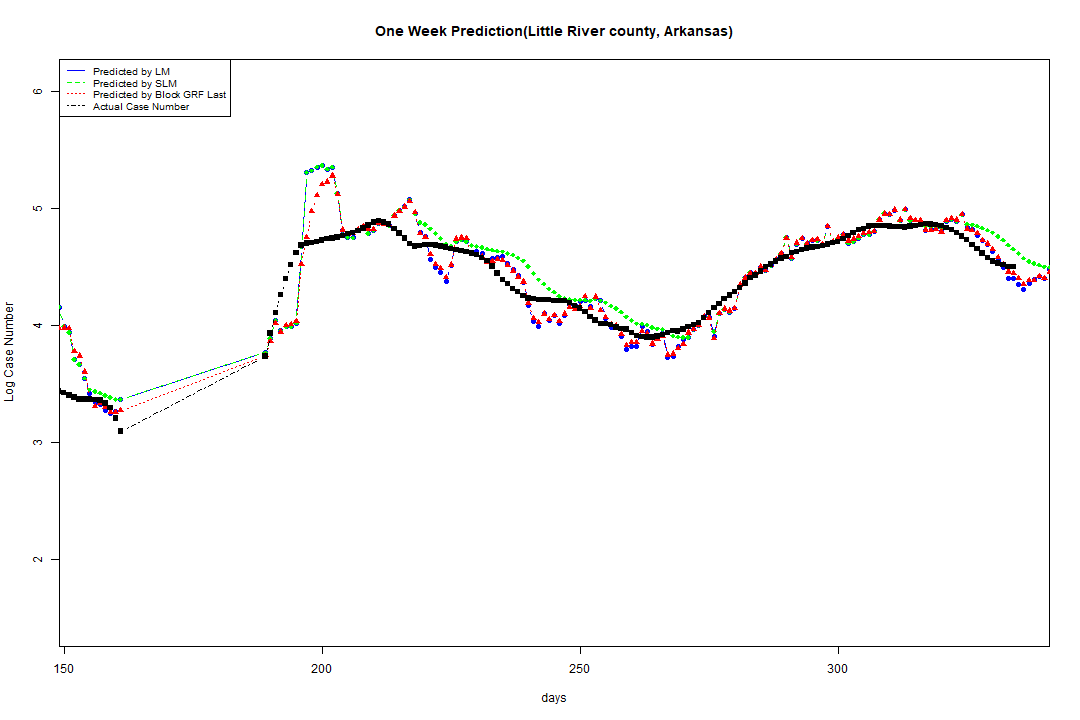 One Week Prediction(Little River county, Arkansas)
Predicted by LM
Predicted by SLM
Predicted by Block GRF Last
Actual Case Number
6
5
4
3
2
Log Case Number
150 200 250 300
days